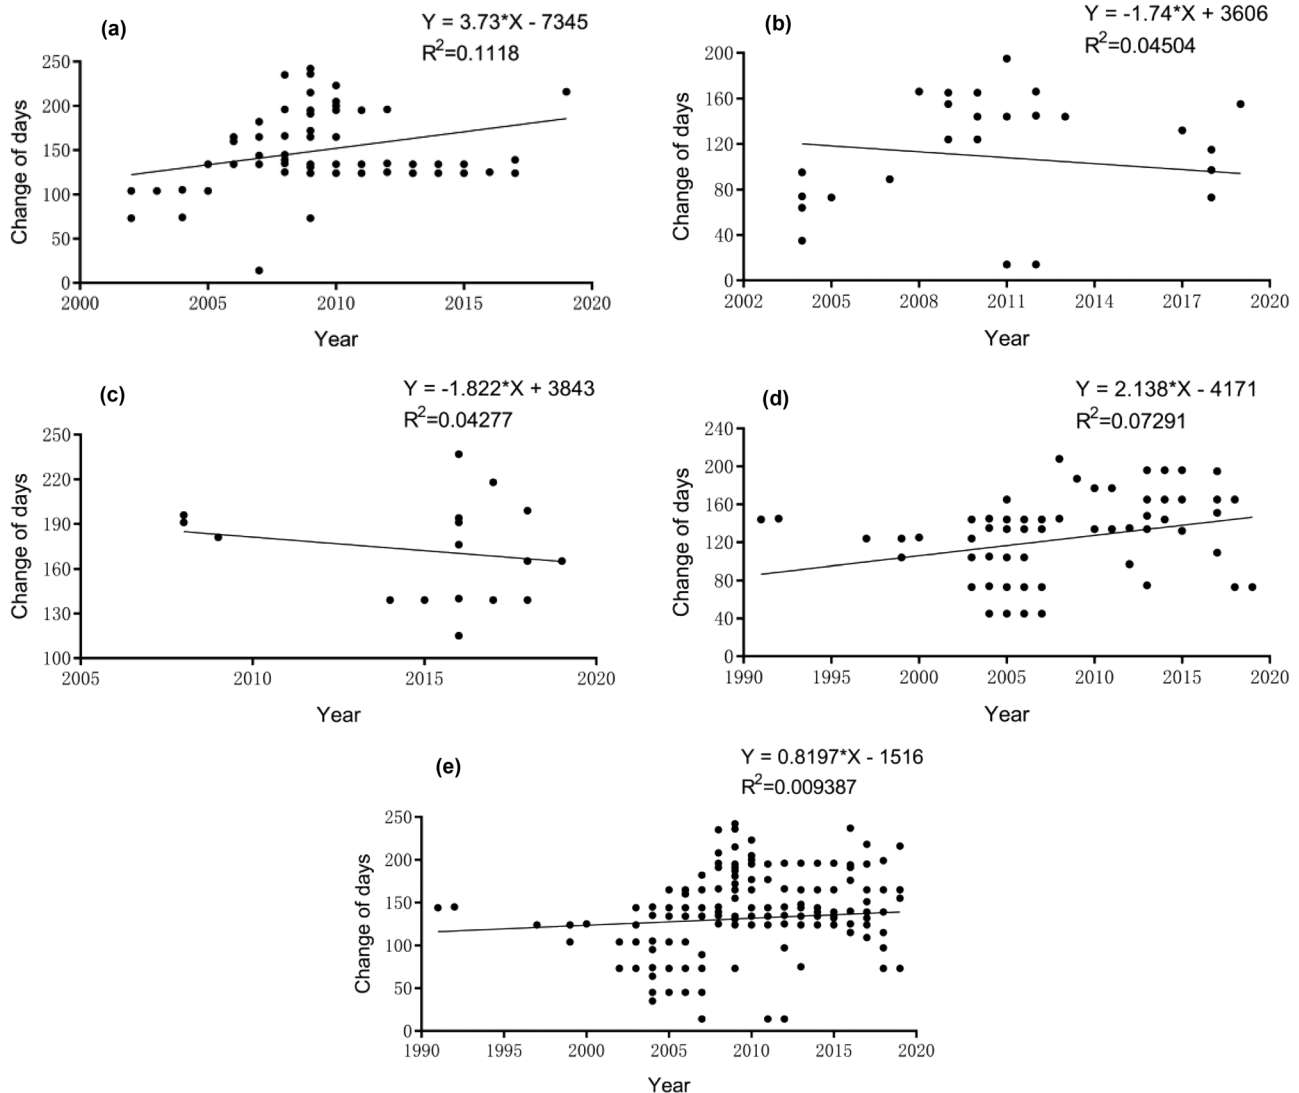 (a)
Y = 3.73*X - 7345
R2=0.1118
250
200
150
100
50
0
2000 2005 2010 2015 2020
Change of days
Year
(b)
Y = -1.74*X + 3606
R2=0.04504
200
160
120
80
40
0
2002 2005 2008 2011 2014 2017 2020
Change of days
Year
(c)
Y = -1.822*X + 3843
R2=0.04277
250
220
190
160
130
100
2005 2010 2015 2020
Change of days
Year
(d)
Y = 2.138*X - 4171
R2=0.07291
240
200
160
120
80
40
0
1990 1995 2000 2005 2010 2015 2020
Change of days
Year
(e)
Y = 0.8197*X - 1516
R2=0.009387
250
200
150
100
50
0
1990 1995 2000 2005 2010 2015 2020
Change of days
Year